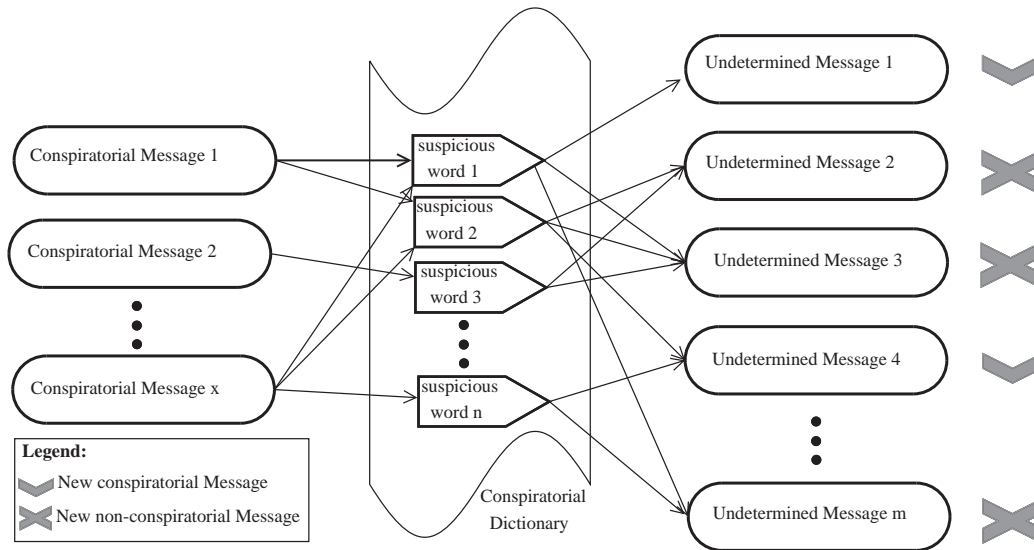 Conspiratorial Message 1
Conspiratorial Message 2
Conspiratorial Message x
Legend:
New conspiratorial Message
New non-conspiratorial Message
suspicious
word 1
suspicious
word 2
suspicious
word 3
suspicious
word n
Conspiratorial
Dictionary
Undetermined Message 1
Undetermined Message 2
Undetermined Message 3
Undetermined Message 4
Undetermined Message m